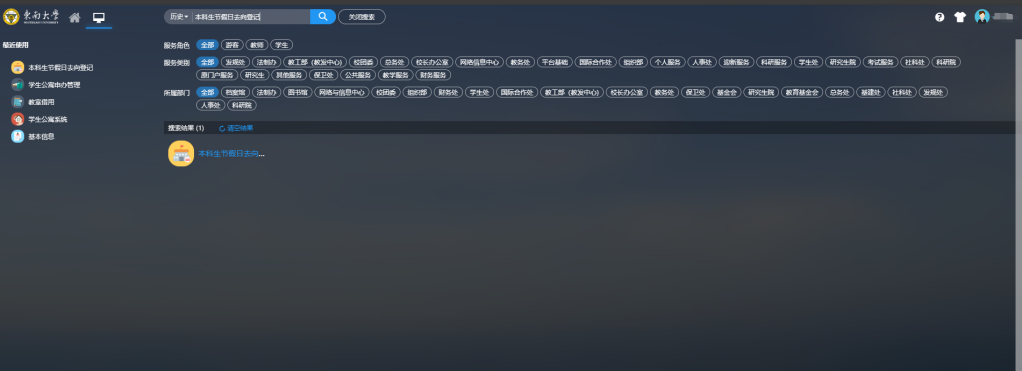 東南大學
历史 本科生节假日去向登记
关闭搜索
最近使用
本科生节假日去向登记
学生公寓申办管理
教室借用
学生公寓系统
基本信息
服务角色 全部 游客 教师 学生
服务类别 全部 发规处 法制办 教工部（教发中心） 校团委 总务处 校长办公室 网络信息中心 教务处 平台基础 国际合作处 组织部 个人服务 人事处 迎新服务 科研服务 学生处 研究生院 考试服务 社科处 科研院
原门户服务 研究生 其他服务 保卫处 公共服务 教学服务 财务服务
所属部门 全部 档案馆 法制办 图书馆 网络与信息中心 校团委 组织部 财务处 学生处 国际合作处 教工部（教发中心） 校长办公室 教务处 保卫处 基金会 研究生院 教育基金会 总务处 基建处 社科处 发规处
人事处 科研院
搜索结果 (1) 清空结果
本科生节假日去向...